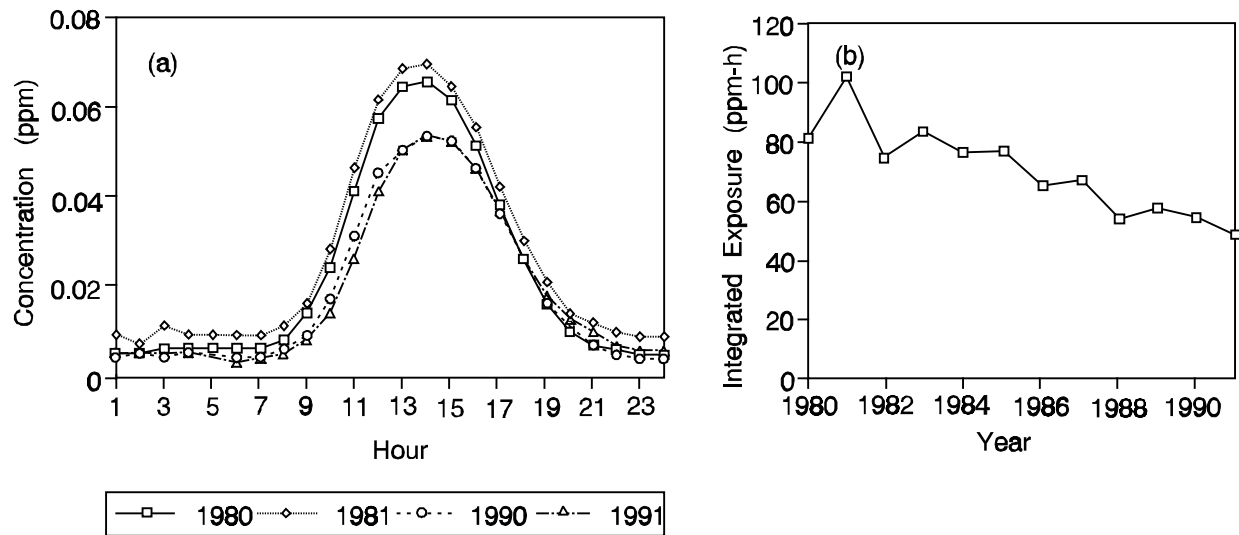 (a)
Concentration (ppm)
0.08
0.06
0.04
0.02
0
1 3 5 7 9 11 13 15 17 19 21 23
Hour
1980 1981 1990 1991
(b)
Integrated Exposure (ppm-h)
120
100
80
60
40
20
0
1980 1982 1984 1986 1988 1990
Year